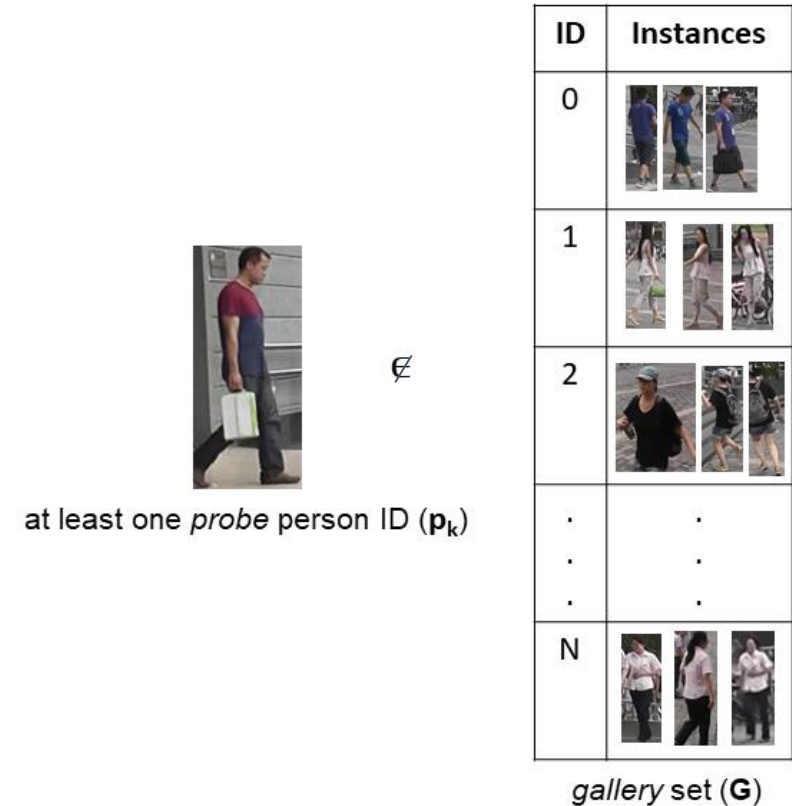 ID Instances
0
1
∉
2
at least one probe person ID (pₖ)
. .
. .
. .
N
gallery set (G)